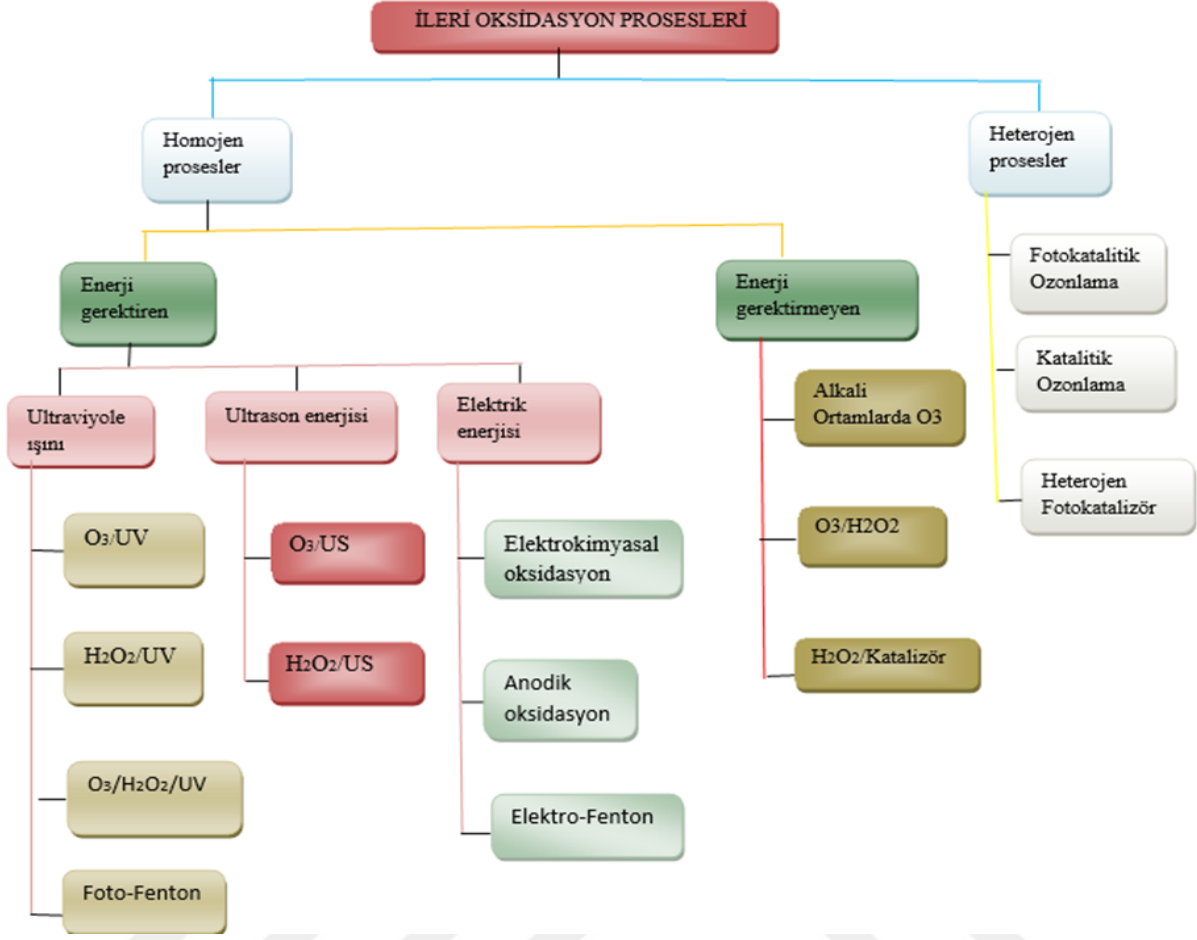 İLERİ OKSİDASYON PROSESLERİ
Homojen
prosesler
Heterojen
prosesler
Enerji
gerektiren
Enerji
gerektirmeyen
Fotokatalitik
Ozonlama
Katalitik
Ozonlama
Heterojen
Fotokatalizör
Ultraviyole
ışını
Ultrason enerjisi
Elektrik
enerjisi
Alkali
Ortamlarda O3
O3/H2O2
H2O2/Katalizör
O3/UV
H2O2/UV
O3/H2O2/UV
Foto-Fenton
O3/US
H2O2/US
Elektrokimyasal
oksidasyon
Anodik
oksidasyon
Elektro-Fenton